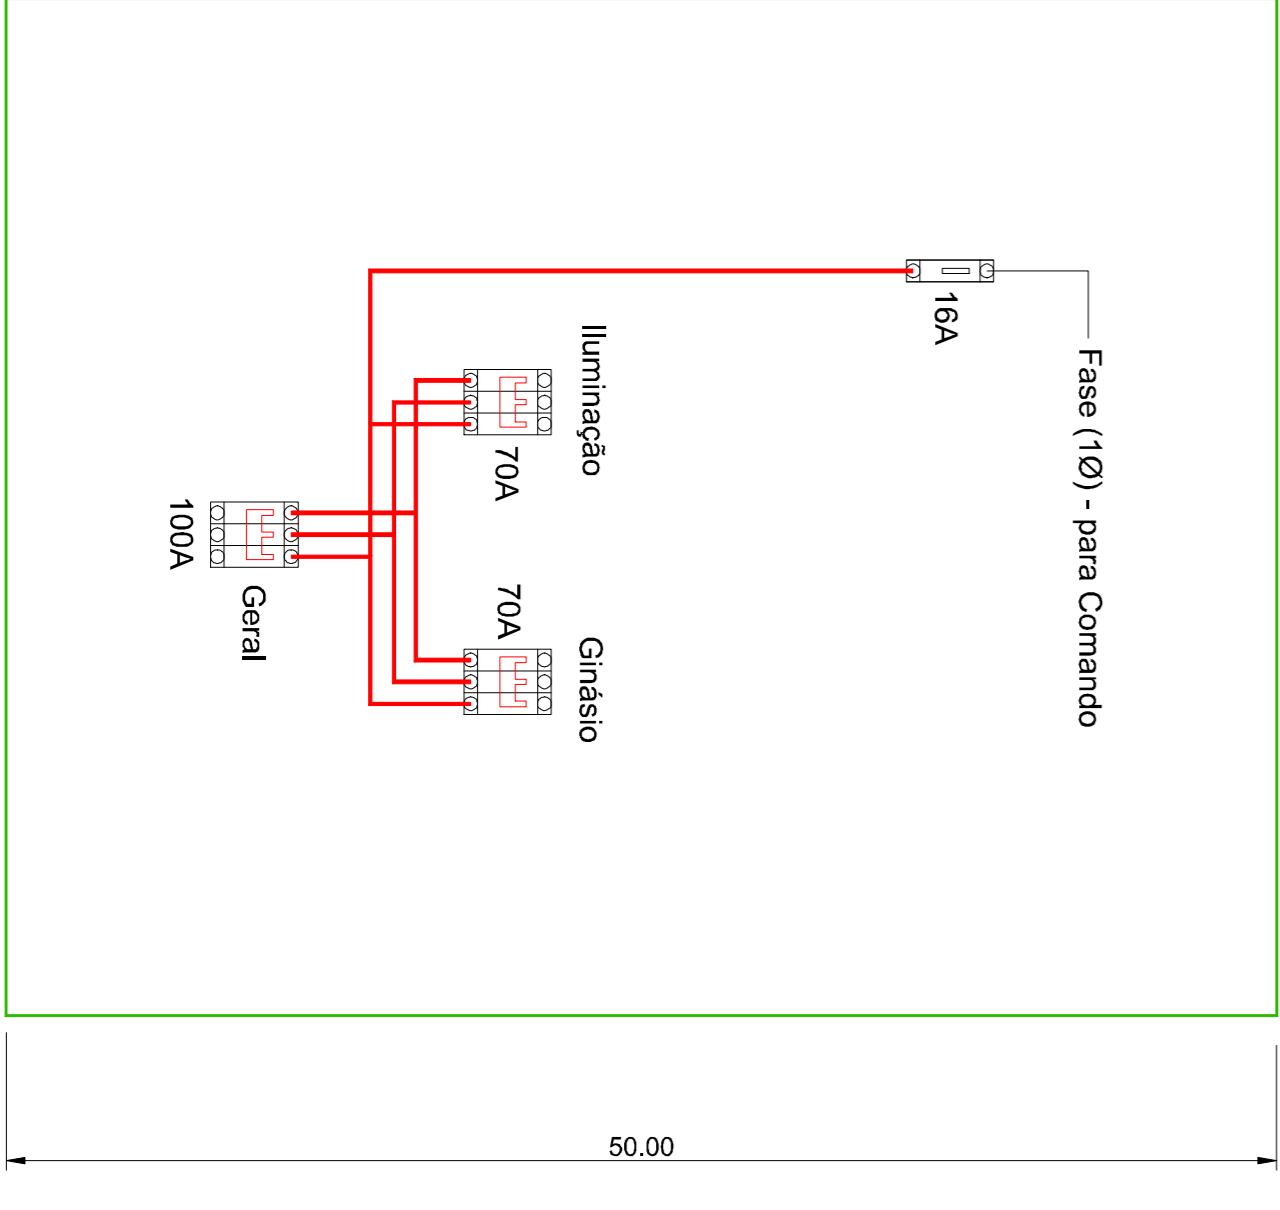 Fase (1Ø) - para Comando
16A
Iluminação
Ginásio
70A
70A
Geral
100A
50.00